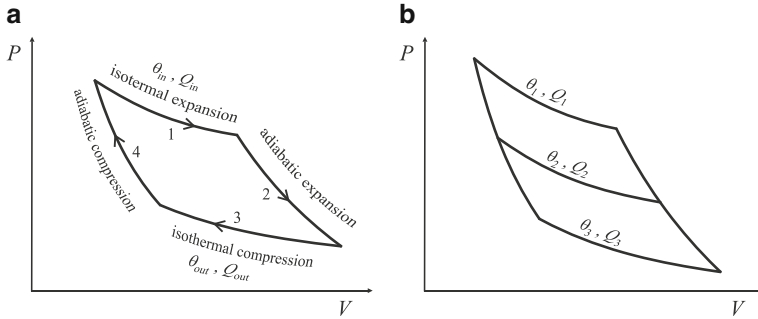 a
P
θin , Qin
isotermal expansion
1
adiabatic compression
4
adiabatic expansion
2
3
isothermal compression
θout , Qout
V
b
P
θ1 , Q1
θ2 , Q2
θ3 , Q3
V